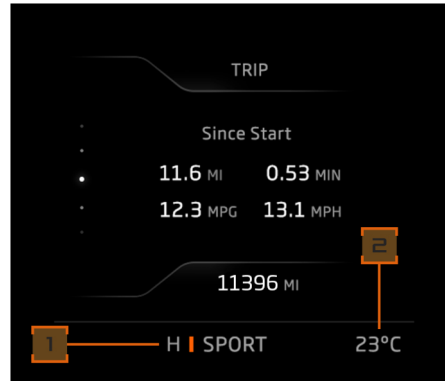 TRIP
Since Start
11.6 MI 0.53 MIN
12.3 MPG 13.1 MPH
2
11396 MI
1 H SPORT 23°C